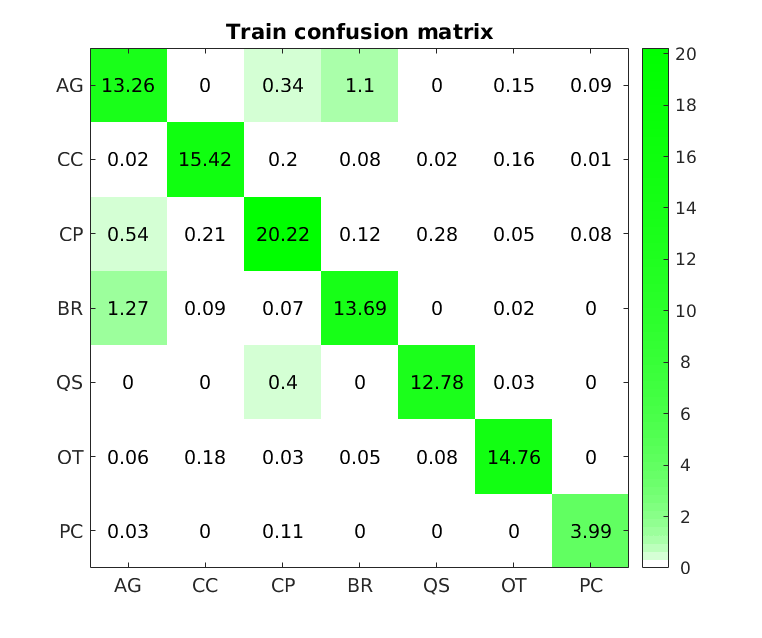 Train confusion matrix
AG 13.26 0 0.34 1.1 0 0.15 0.09
CC 0.02 15.42 0.2 0.08 0.02 0.16 0.01
CP 0.54 0.21 20.22 0.12 0.28 0.05 0.08
BR 1.27 0.09 0.07 13.69 0 0.02 0
QS 0 0 0.4 0 12.78 0.03 0
OT 0.06 0.18 0.03 0.05 0.08 14.76 0
PC 0.03 0 0.11 0 0 0 3.99
AG CC CP BR QS OT PC
20
18
16
14
12
10
8
6
4
2
0